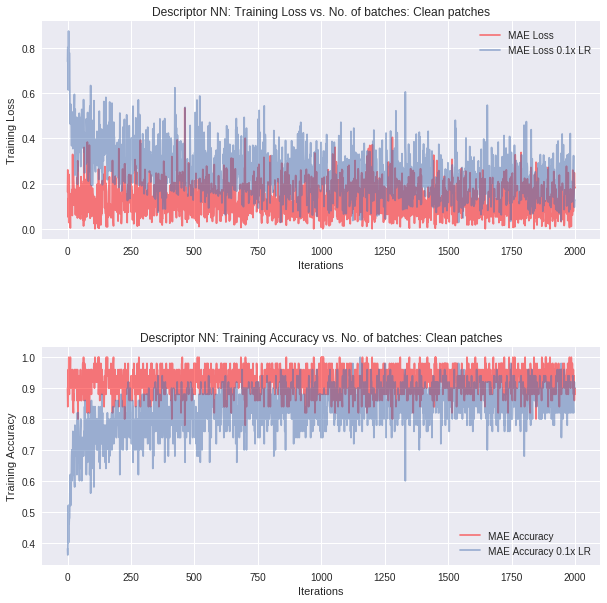 Descriptor NN: Training Loss vs. No. of batches: Clean patches
MAE Loss
MAE Loss 0.1x LR
Training Loss
0.8
0.6
0.4
0.2
0.0
0 250 500 750 1000 1250 1500 1750 2000
Iterations
Descriptor NN: Training Accuracy vs. No. of batches: Clean patches
Training Accuracy
1.0
0.9
0.8
0.7
0.6
0.5
0.4
MAE Accuracy
MAE Accuracy 0.1x LR
0 250 500 750 1000 1250 1500 1750 2000
Iterations